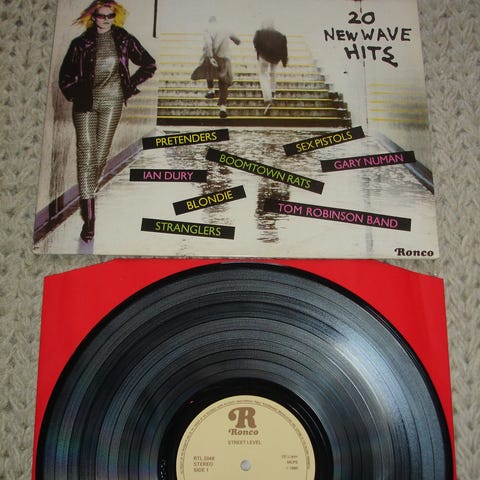 20
NEW WAVE
HITS
PRETENDERS
SEX PISTOLS
BOOMTOWN RATS
GARY NUMAN
IAN DURY
BLONDIE
TOM ROBINSON BAND
STRANGLERS
Ronco
R
Ronco
STREET LEVEL
STEREO
SIDE 1
MCPS